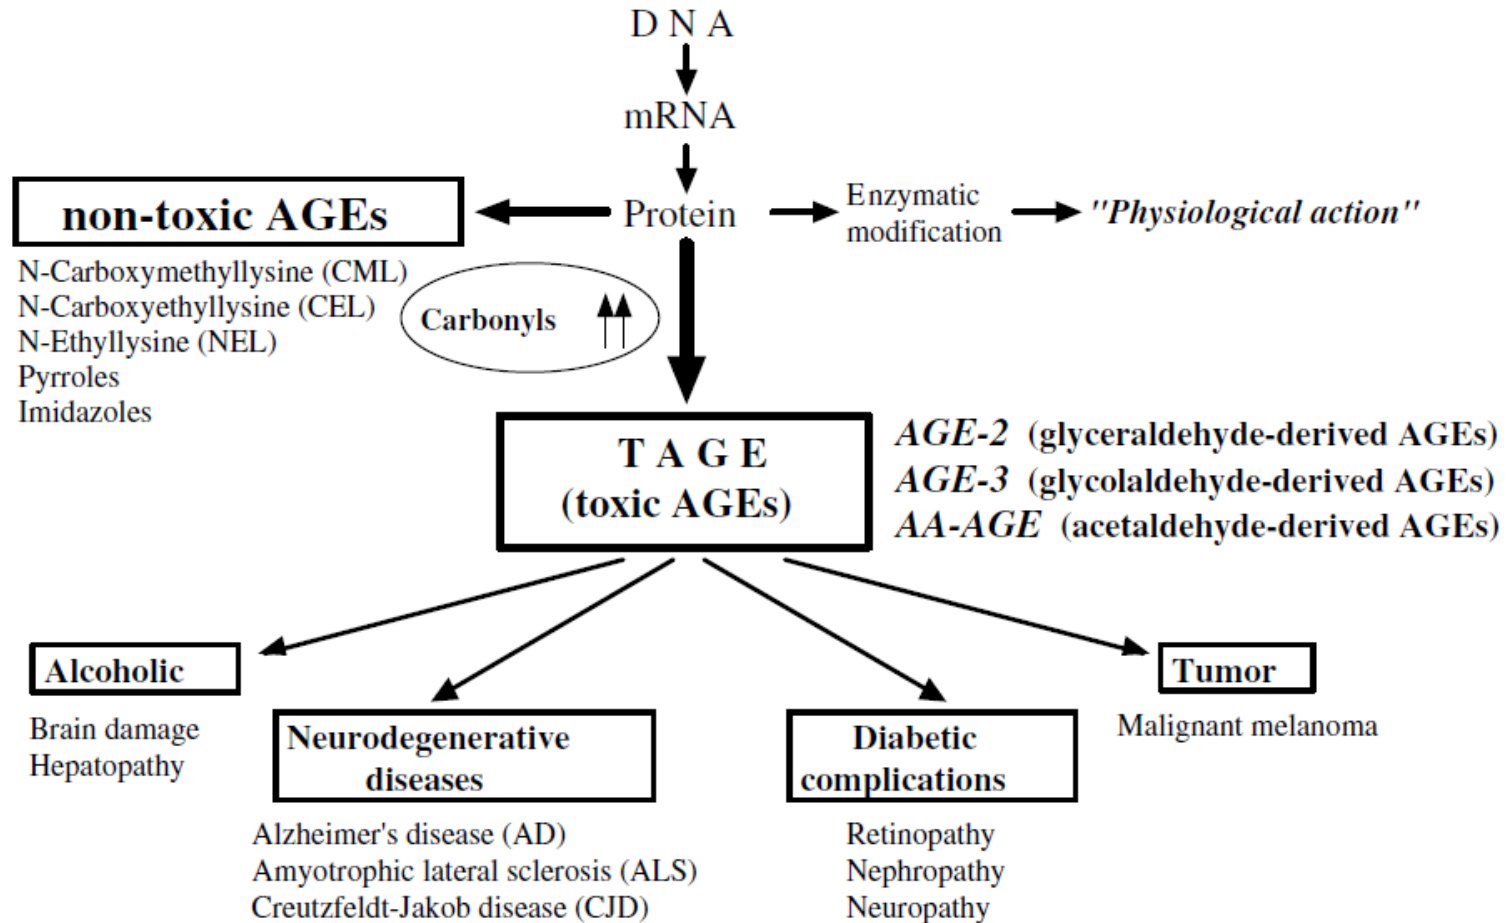 D N A
mRNA
non-toxic AGEs
Protein
Enzymatic
modification
"Physiological action"
N-Carboxymethyllysine (CML)
N-Carboxyethyllysine (CEL)
N-Ethyllysine (NEL)
Pyrroles
Imidazoles
Carbonyls
T A G E
(toxic AGEs)
AGE-2 (glyceraldehyde-derived AGEs)
AGE-3 (glycolaldehyde-derived AGEs)
AA-AGE (acetaldehyde-derived AGEs)
Alcoholic
Brain damage
Hepatopathy
Neurodegenerative
diseases
Alzheimer's disease (AD)
Amyotrophic lateral sclerosis (ALS)
Creutzfeldt-Jakob disease (CJD)
Diabetic
complications
Retinopathy
Nephropathy
Neuropathy
Tumor
Malignant melanoma